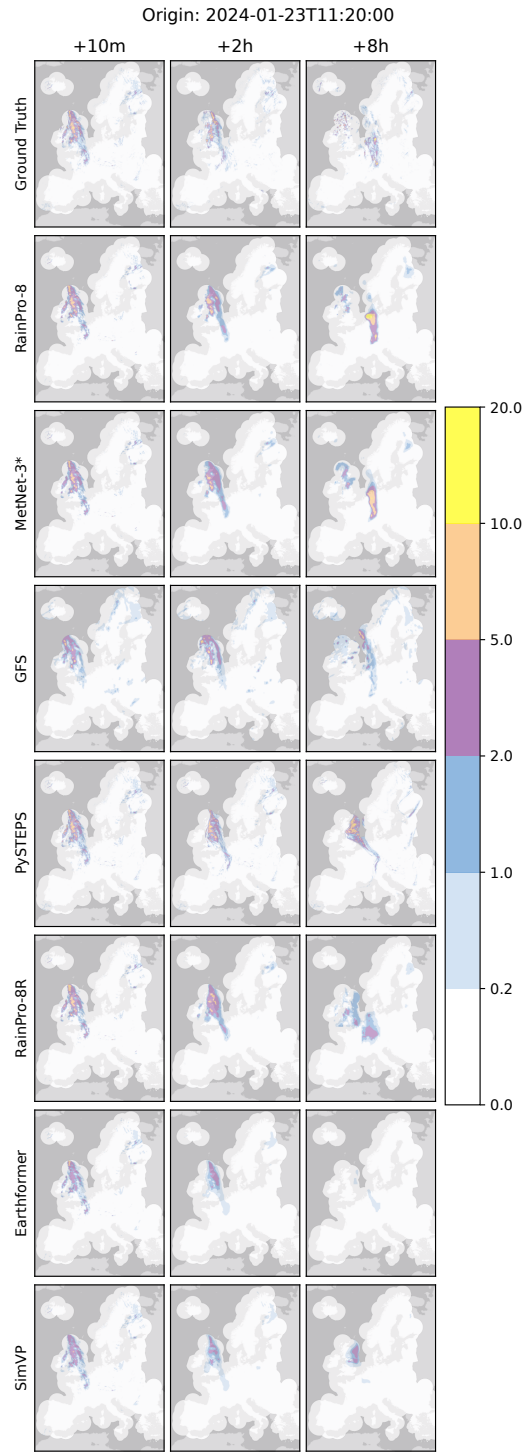 Origin: 2024-01-23T11:20:00
+10m
+2h
+8h
Ground Truth
RainPro-8
MetNet-3*
GFS
PySTEPS
RainPro-8R
Earthformer
SimVP
20.0
10.0
5.0
2.0
1.0
0.2
0.0